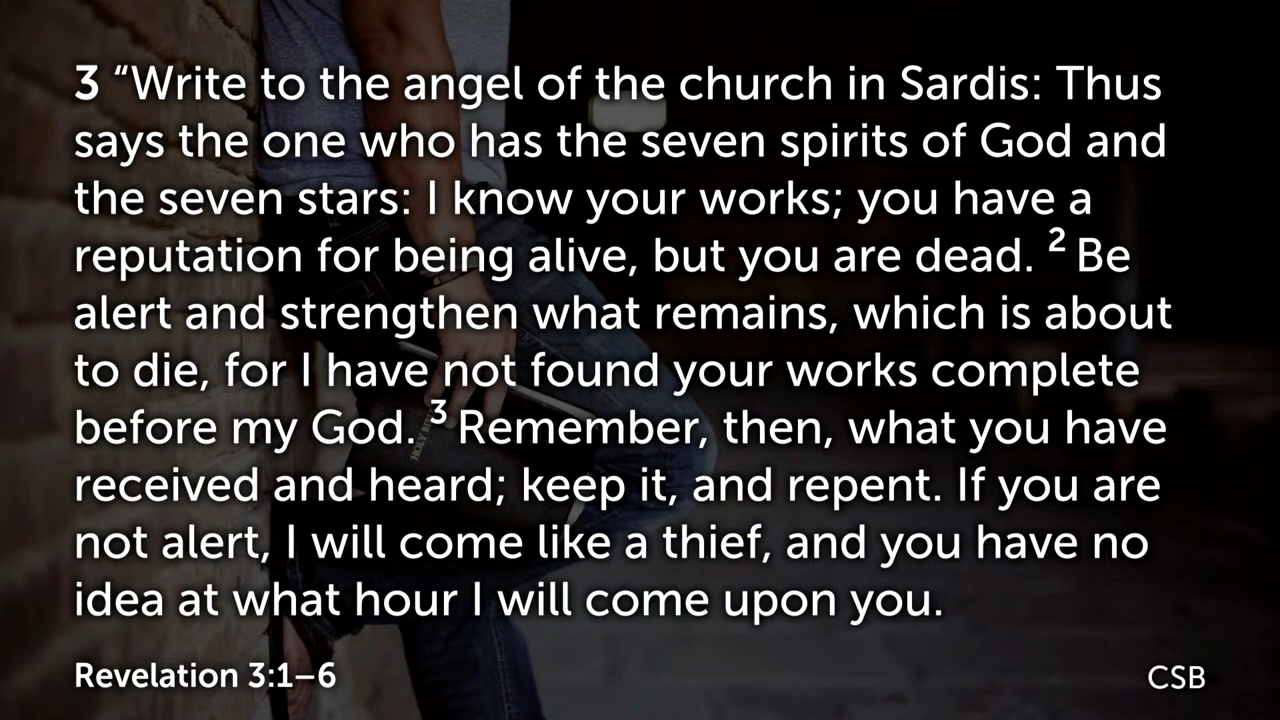 3 “Write to the angel of the church in Sardis: Thus
says the one who has the seven spirits of God and
the seven stars: I know your works; you have a
reputation for being alive, but you are dead. 2 Be
alert and strengthen what remains, which is about
to die, for I have not found your works complete
before my God. 3 Remember, then, what you have
received and heard; keep it, and repent. If you are
not alert, I will come like a thief, and you have no
idea at what hour I will come upon you.
Revelation 3:1–6
CSB
HOLY BI